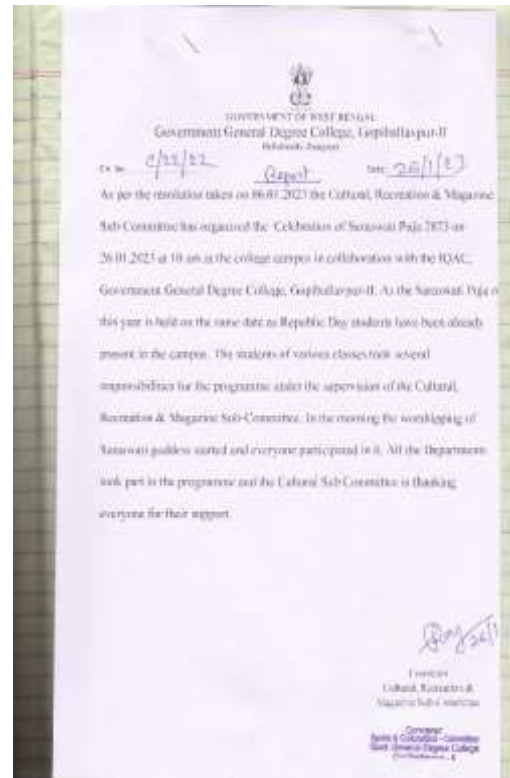 GOVERNMENT OF WEST BENGAL
Government General Degree College, Gopiballavpur-II
Beliaberah, Jhargram
C/22/22
Report
Date 26/1/23
As per the resolution taken on 06.01.2023 the Cultural, Recreation & Magazine
Sub-Committee has organized the Celebration of Saraswati Puja 2023 on
26.01.2023 at 10 am at the college campus in collaboration with the IQAC,
Government General Degree College, Gopiballavpur-II. As the Saraswati Puja o
this year is held on the same date as Republic Day students have been already
present in the campus. The students of various classes took several
responsibilities for the programme under the supervision of the Cultural,
Recreation & Magazine Sub-Committee. In the morning the worshipping of
Saraswati goddess started and everyone participated in it. All the Departments
took part in the programme and the Cultural Sub Committee is thanking
everyone for their support.
26/1
Convenor
Cultural, Recreation &
Magazine Sub-Committee
Convener
Committee
Govt. General Degree College